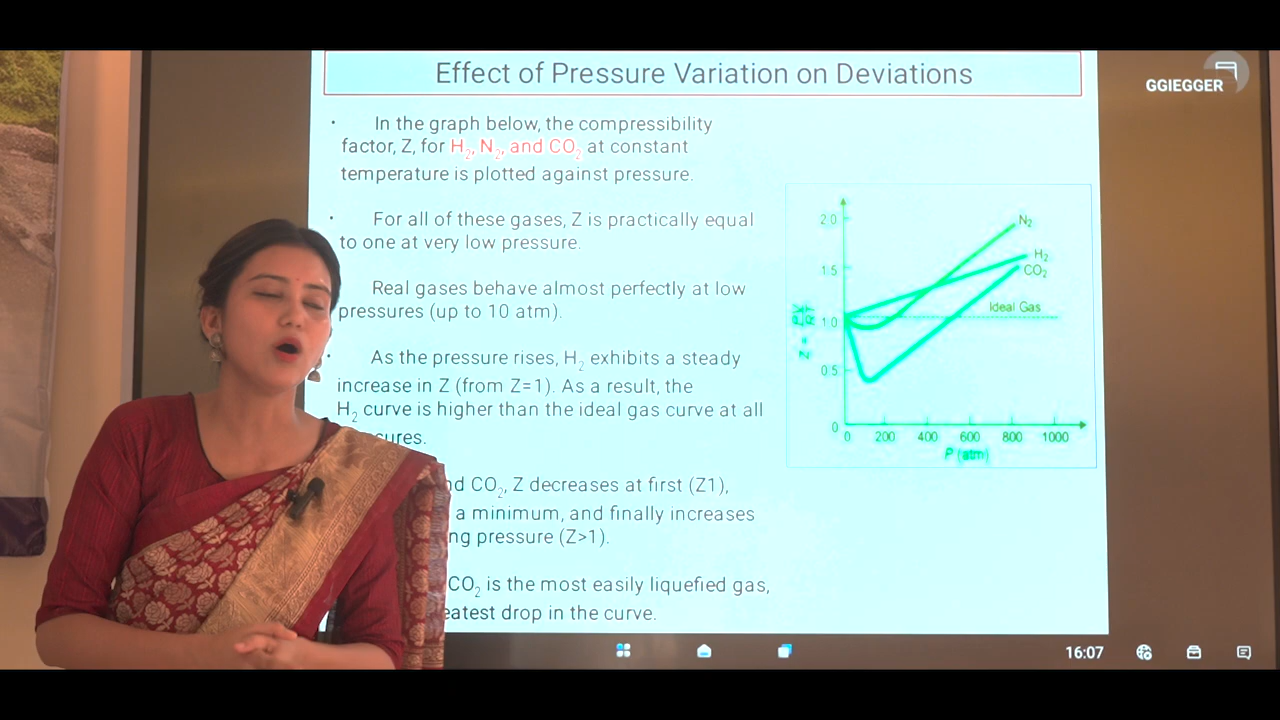 Effect of Pressure Variation on Deviations
GGIEGGER
• In the graph below, the compressibility
factor, Z, for H₂, N₂, and CO₂ at constant
temperature is plotted against pressure.
• For all of these gases, Z is practically equal
to one at very low pressure.
Real gases behave almost perfectly at low
pressures (up to 10 atm).
• As the pressure rises, H₂ exhibits a steady
increase in Z (from Z=1). As a result, the
H₂ curve is higher than the ideal gas curve at all
sures.
nd CO₂, Z decreases at first (Z1),
a minimum, and finally increases
ng pressure (Z>1).
CO₂ is the most easily liquefied gas,
eatest drop in the curve.
2.0
N₂
H₂
1.5
CO₂
Ideal Gas
1.0
Z = PV/RT
0.5
0
0 200 400 600 800 1000
P (atm)
16:07